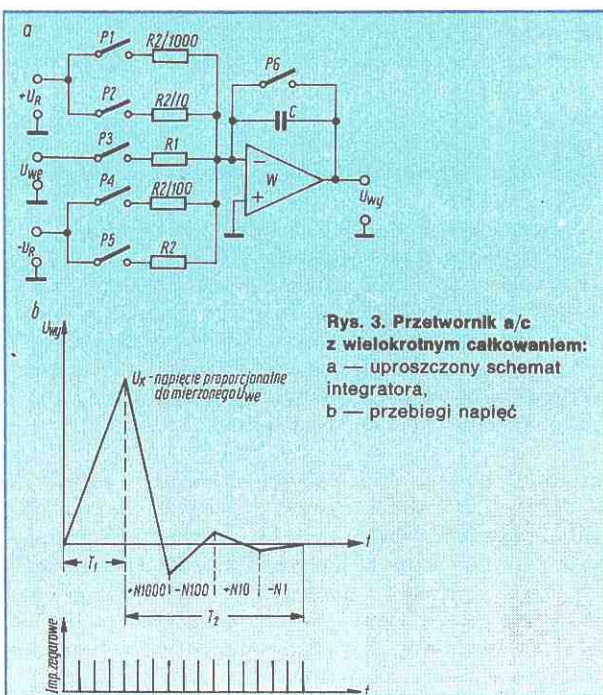 a
P1
R2/1000
+UR
P2
R2/10
P3
R1
Uwe
P4
R2/100
-UR
P5
R2
P6
C
-
+
W
Uwy
b
Uwy
Ux - napięcie proporcjonalne
do mierzonego Uwe
t
T1
+N1000
-N100
+N10
-N1
T2
Imp. zegarowe
t
Rys. 3. Przetwornik a/c
z wielokrotnym całkowaniem:
a — uproszczony schemat
integratora,
b — przebiegi napięć